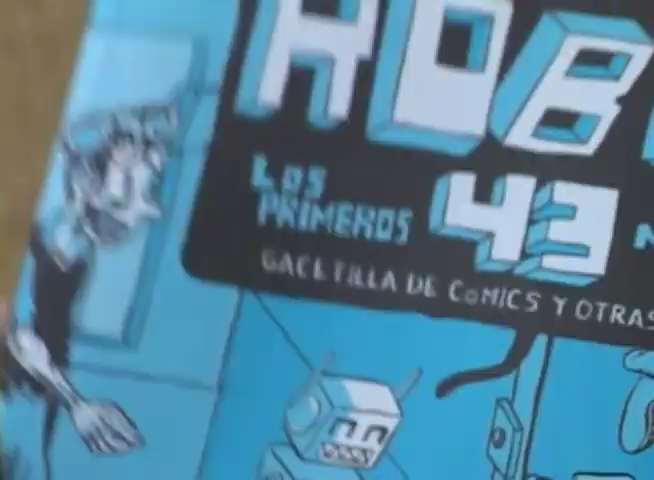 ROB
LOS
PRIMEROS 43
GACETILLA DE COMICS Y OTRAS